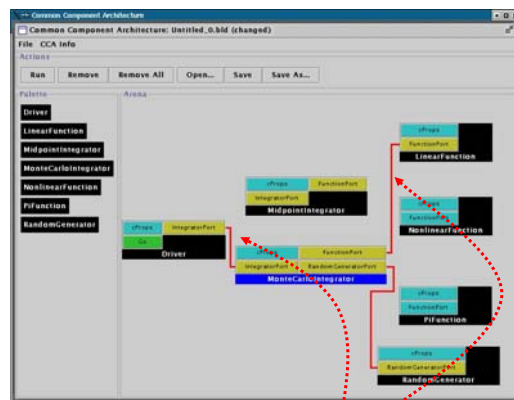 Common Component Architecture
Common Component Architecture: Untitled_0.bld (changed)
File CCA Info
Actions
Run Remove Remove All Open... Save Save As...
Palette
Arena
Driver
LinearFunction
MidpointIntegrator
MonteCarloIntegrator
NonlinearFunction
PiFunction
RandomGenerator
cProps
FunctionPort
LinearFunction
cProps FunctionPort
IntegratorPort
MidpointIntegrator
cProps
FunctionPort
NonlinearFunction
cProps IntegratorPort
Go
Driver
cProps FunctionPort
IntegratorPort RandomGeneratorPort
MonteCarloIntegrator
cProps
FunctionPort
PiFunction
cProps
RandomGeneratorPort
RandomGenerator